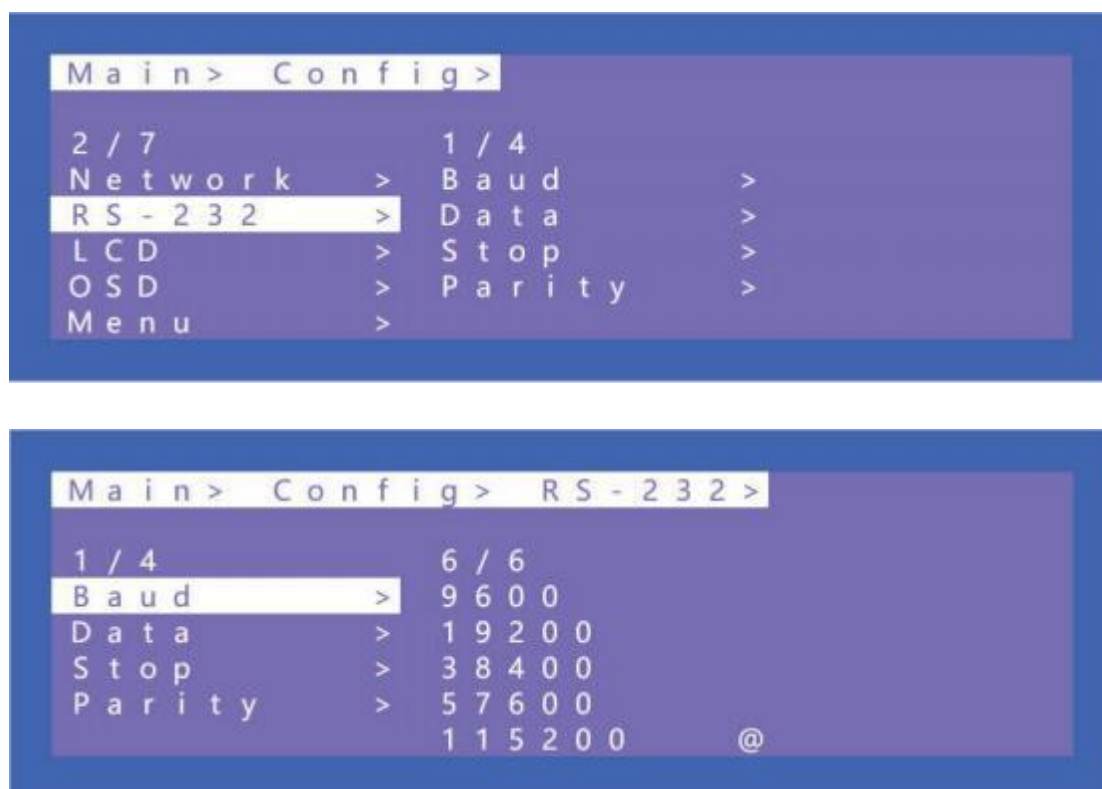 Main> Config>
2/7 1/4
Network > Baud >
RS-232 > Data >
LCD > Stop >
OSD > Parity >
Menu >
Main> Config> RS-232>
1/4 6/6
Baud > 9600
Data > 19200
Stop > 38400
Parity > 57600
115200 @